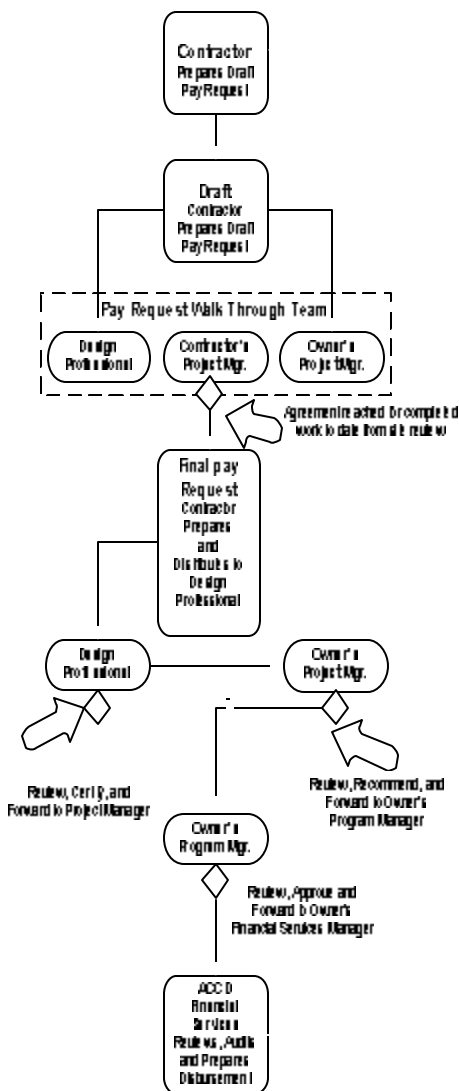 Contractor
Prepares Draft
Pay Request
Draft
Contractor
Prepares Draft
Pay Request
Pay Request Walk Through Team
Design
Professional
Contractor's
Project Mgr.
Owner's
Project Mgr.
Agreement reached for completed
work to date from site review
Final pay
Request
Contractor
Prepares
and
Distributes to
Design
Professional
Design
Professional
Owner's
Project Mgr.
Review, Certify, and
Forward to Project Manager
Review, Recommend, and
Forward to Owner's
Program Manager
Owner's
Program Mgr.
Review, Approve and
Forward to Owner's
Financial Services Manager
ACCD
Financial
Services
Reviews, Audits
and Prepares
Disbursement